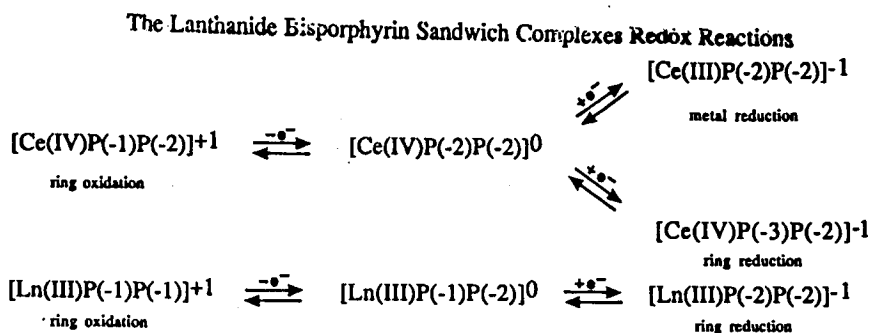 The Lanthanide Bisporphyrin Sandwich Complexes Redox Reactions
[Ce(III)P(-2)P(-2)]-1
+e-
metal reduction
[Ce(IV)P(-1)P(-2)]+1 -e- [Ce(IV)P(-2)P(-2)]0
ring oxidation
+e-
[Ce(IV)P(-3)P(-2)]-1
ring reduction
[Ln(III)P(-1)P(-1)]+1 -e- [Ln(III)P(-1)P(-2)]0 +e- [Ln(III)P(-2)P(-2)]-1
ring oxidation ring reduction